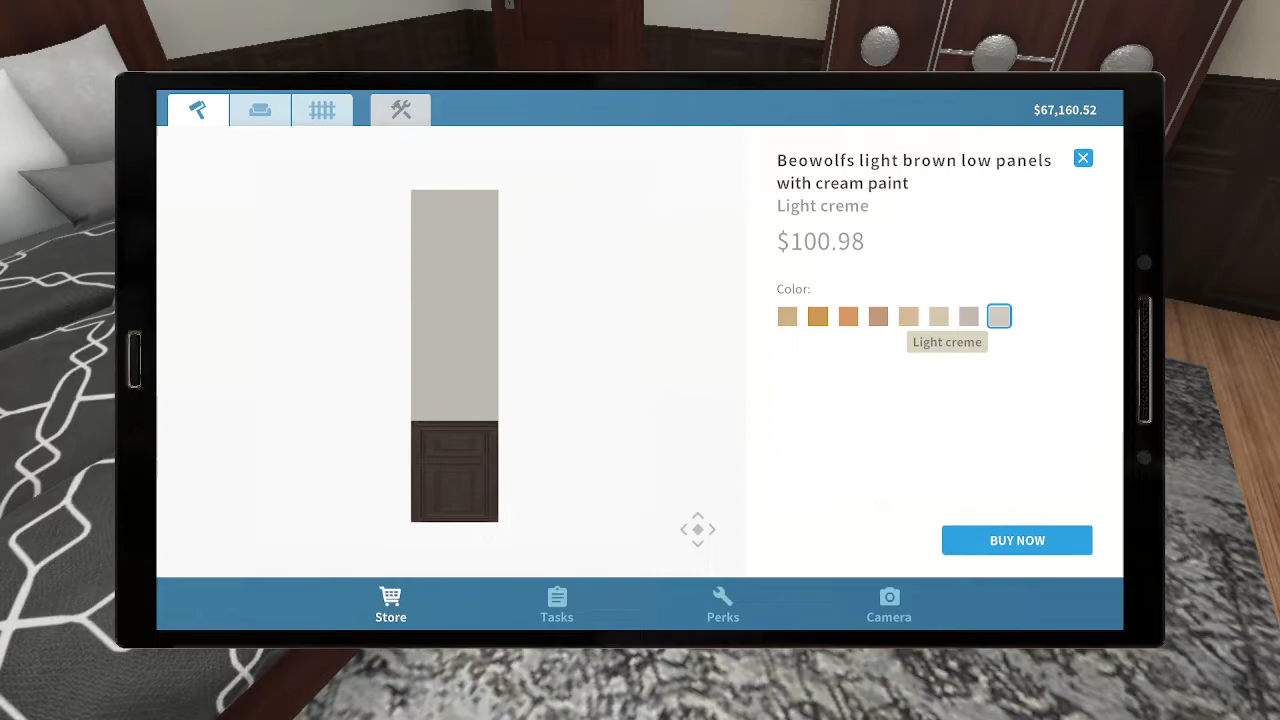 $67,160.52
Beowolfs light brown low panels
with cream paint
Light creme
$100.98
Color:
Light creme
BUY NOW
Store
Tasks
Perks
Camera